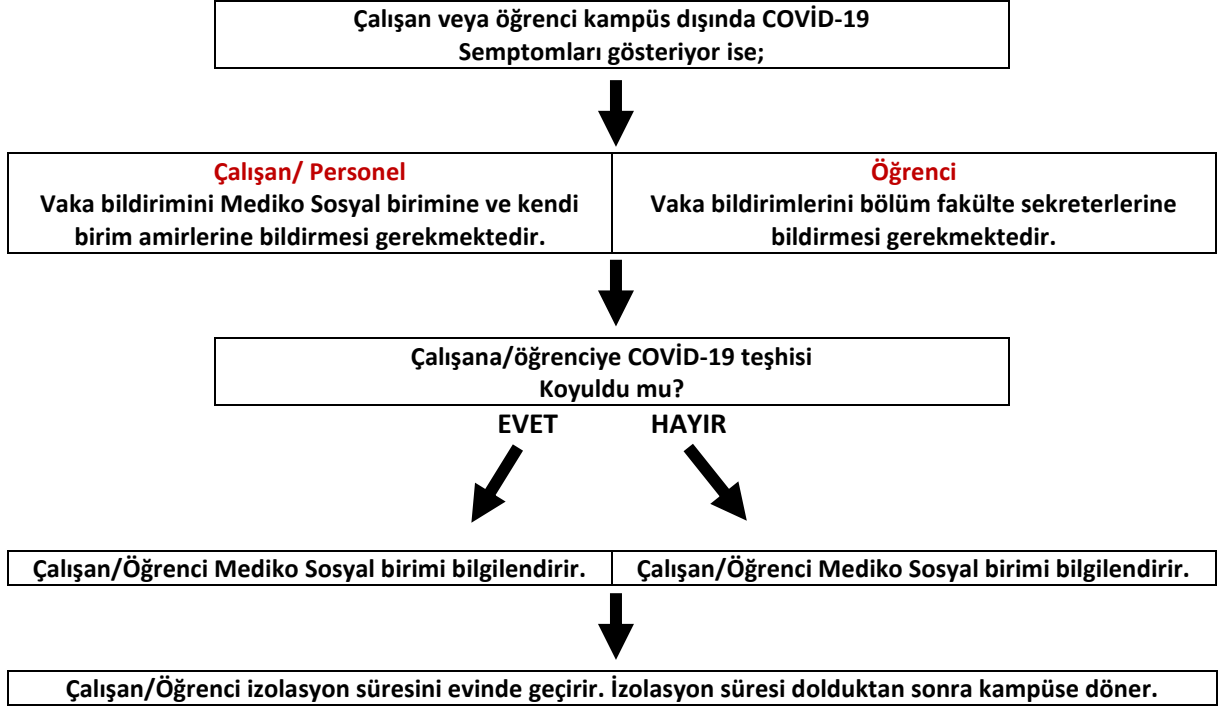 Çalışan veya öğrenci kampüs dışında COVİD-19
Semptomları gösteriyor ise;
Çalışan/ Personel
Vaka bildirimini Mediko Sosyal birimine ve kendi
birim amirlerine bildirmesi gerekmektedir.
Öğrenci
Vaka bildirimlerini bölüm fakülte sekreterlerine
bildirmesi gerekmektedir.
Çalışana/öğrenciye COVİD-19 teşhisi
Koyuldu mu?
EVET
HAYIR
Çalışan/Öğrenci Mediko Sosyal birimi bilgilendirir.
Çalışan/Öğrenci Mediko Sosyal birimi bilgilendirir.
Çalışan/Öğrenci izolasyon süresini evinde geçirir. İzolasyon süresi dolduktan sonra kampüse döner.